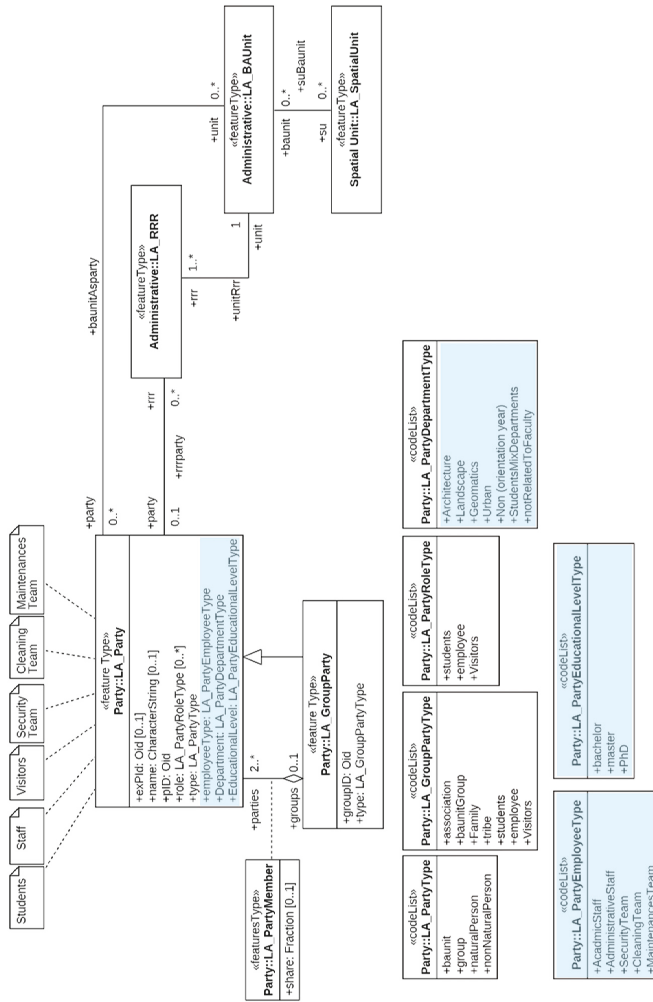 Students
Staff
Visitors
Security
Team
Cleaning
Team
Maintenances
Team
«feature Type»
Party::LA_Party
+exPId: Oid [0..1]
+name: CharacterString [0..1]
+pID: Oid
+role: LA_PartyRoleType [0..*]
+type: LA_PartyType
+employeeType: LA_PartyEmployeeType
+Department: LA_PartyDepartmentType
+EducationalLevel: LA_PartyEducationalLevelType
+party
0..*
+baunitAsparty
+unit
0..*
+party
0..1
+rrrparty
+rrr
0..*
«featureType»
Administrative::LA_RRR
+rrr
1..*
+unitRrr
1
+unit
«featureType»
Administrative::LA_BAUnit
+baunit
0..*
+suBaunit
+su
0..*
«featureType»
Spatial Unit::LA_SpatialUnit
+parties
2..*
+groups
0..1
«featuresType»
Party::LA_PartyMember
+share: Fraction [0..1]
«feature Type»
Party::LA_GroupParty
+groupID: Oid
+type: LA_GroupPartyType
«codeList»
Party::LA_PartyType
+baunit
+group
+naturalPerson
+nonNaturalPerson
«codeList»
Party::LA_GroupPartyType
+association
+baunitGroup
+Family
+tribe
+students
+employee
+Visitors
«codeList»
Party::LA_PartyRoleType
+students
+employee
+Visitors
«codeList»
Party::LA_PartyDepartmentType
+Architecture
+Landscape
+Geomatics
+Urban
+Non (orientation year)
+StudentsMixDepartments
+notRelatedToFaculty
«codeList»
Party::LA_PartyEmployeeType
+AcadmicStaff
+AdministrativeStaff
+SecurityTeam
+CleaningTeam
+MaintenancesTeam
«codeList»
Party::LA_PartyEducationalLevelType
+bachelor
+master
+PhD